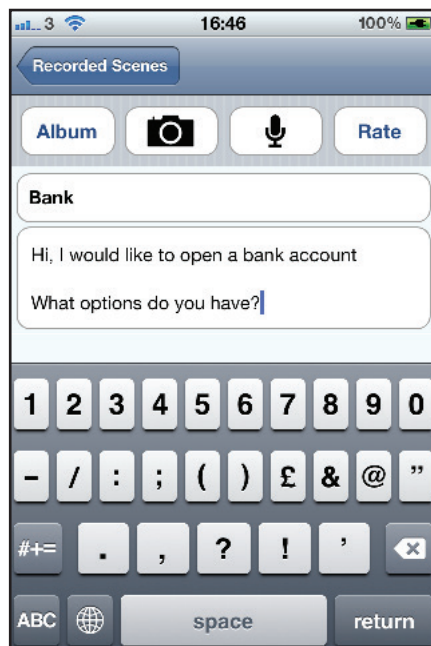 3 16:46 100%
Recorded Scenes
Album Rate
Bank
Hi, I would like to open a bank account
What options do you have?
1 2 3 4 5 6 7 8 9 0
- / : ; ( ) £ & @ "
#+= . , ? ! '
ABC space return